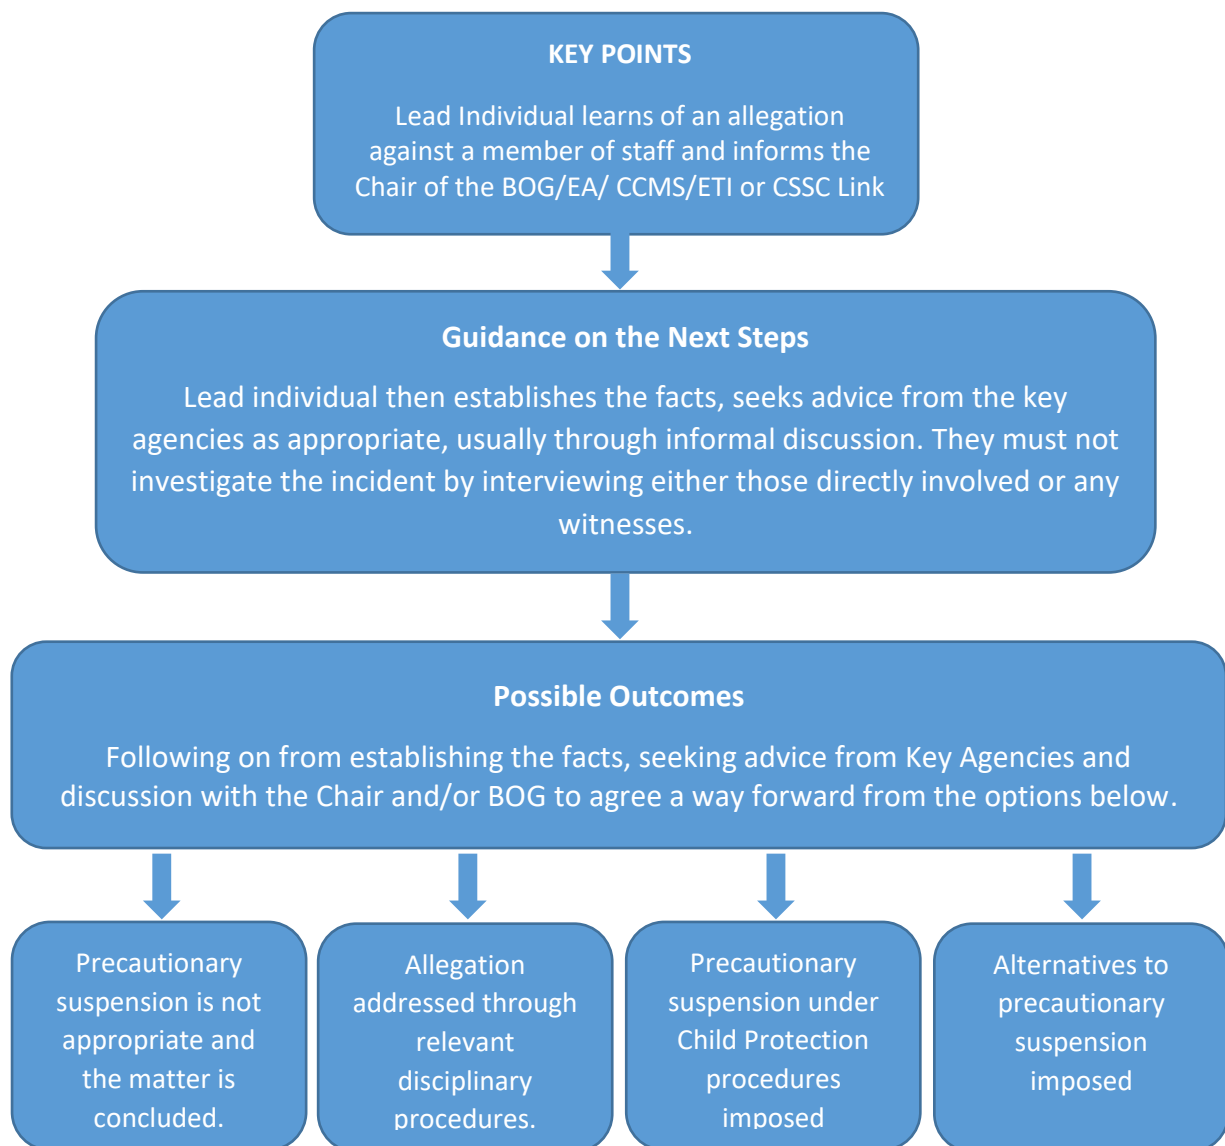 KEY POINTS
Lead Individual learns of an allegation
against a member of staff and informs the
Chair of the BOG/EA/ CCMS/ETI or CSSC Link
Guidance on the Next Steps
Lead individual then establishes the facts, seeks advice from the key
agencies as appropriate, usually through informal discussion. They must not
investigate the incident by interviewing either those directly involved or any
witnesses.
Possible Outcomes
Following on from establishing the facts, seeking advice from Key Agencies and
discussion with the Chair and/or BOG to agree a way forward from the options below.
Precautionary
suspension is not
appropriate and
the matter is
concluded.
Allegation
addressed through
relevant
disciplinary
procedures.
Precautionary
suspension under
Child Protection
procedures
imposed
Alternatives to
precautionary
suspension
imposed